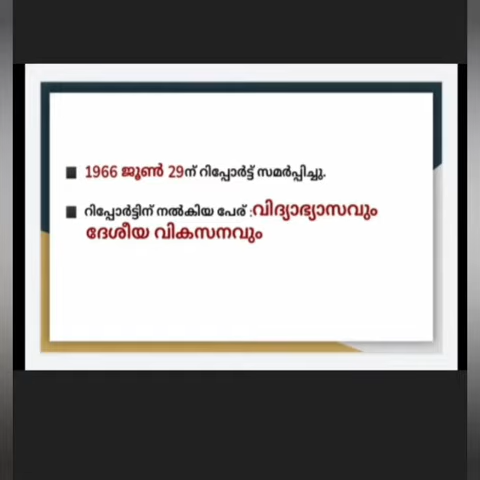 1966 ജൂൺ 29ന് റിപ്പോർട്ട് സമർപ്പിച്ചു.
റിപ്പോർട്ടിന് നൽകിയ പേര് :വിദ്യാഭ്യാസവും
ദേശീയ വികസനവും